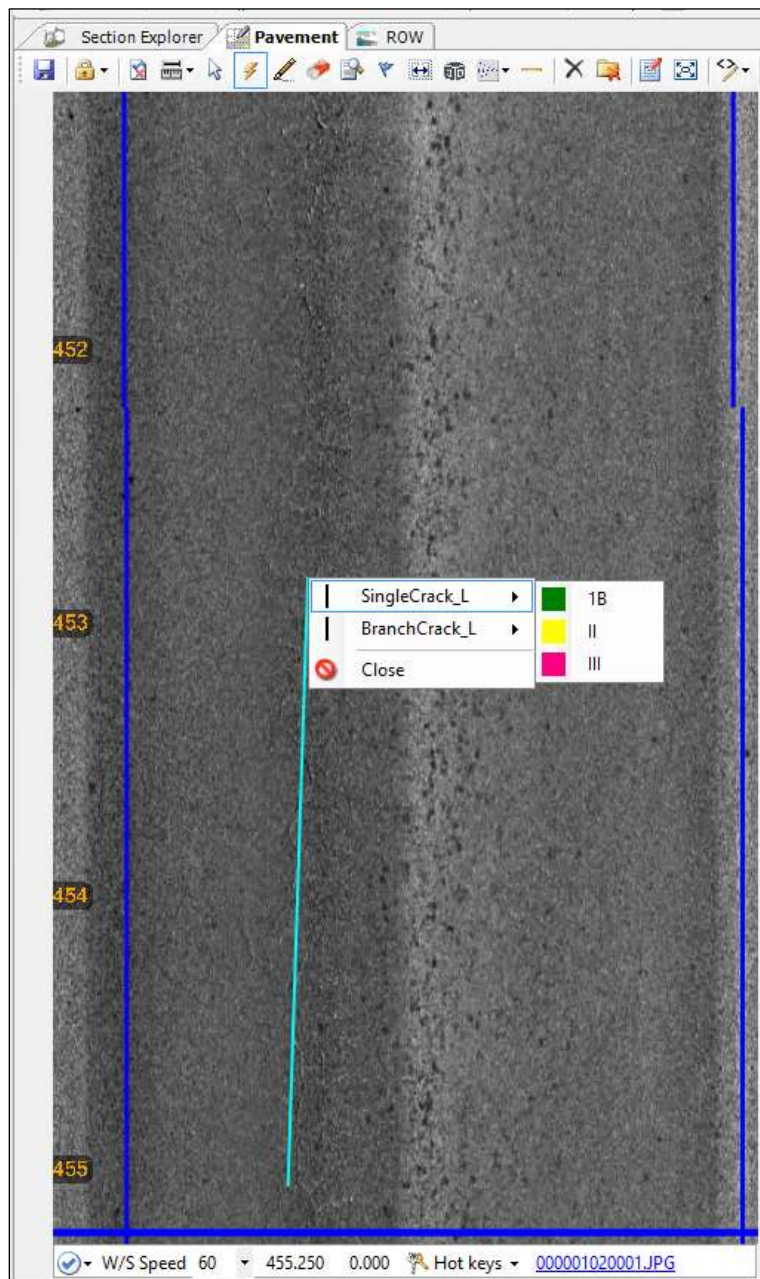 Section Explorer Pavement ROW
452
453
SingleCrack_L 1B
BranchCrack_L II
Close III
454
455
W/S Speed 60 455.250 0.000 Hot keys 000001020001.JPG